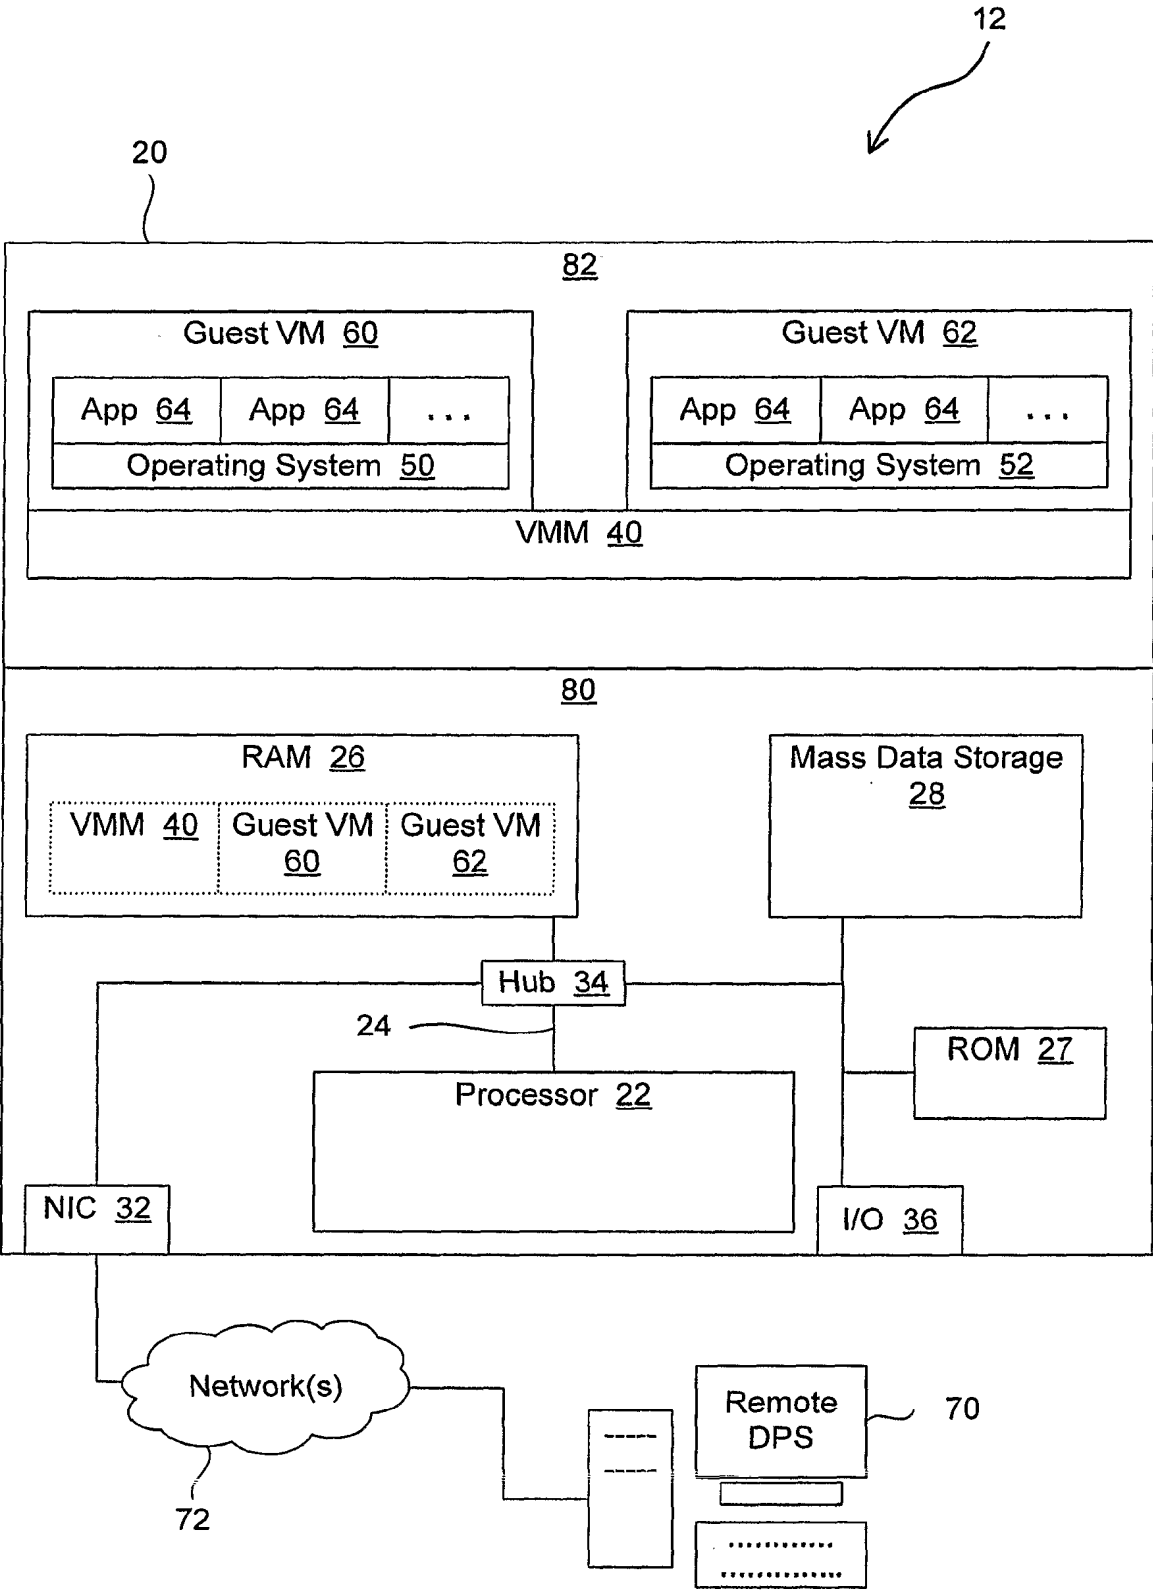 12
20
82
Guest VM 60
Guest VM 62
App 64 App 64 ...
App 64 App 64 ...
Operating System 50
Operating System 52
VMM 40
80
RAM 26
Mass Data Storage
28
VMM 40
Guest VM
60
Guest VM
62
Hub 34
24
ROM 27
Processor 22
NIC 32
I/O 36
Network(s)
72
Remote
DPS
70